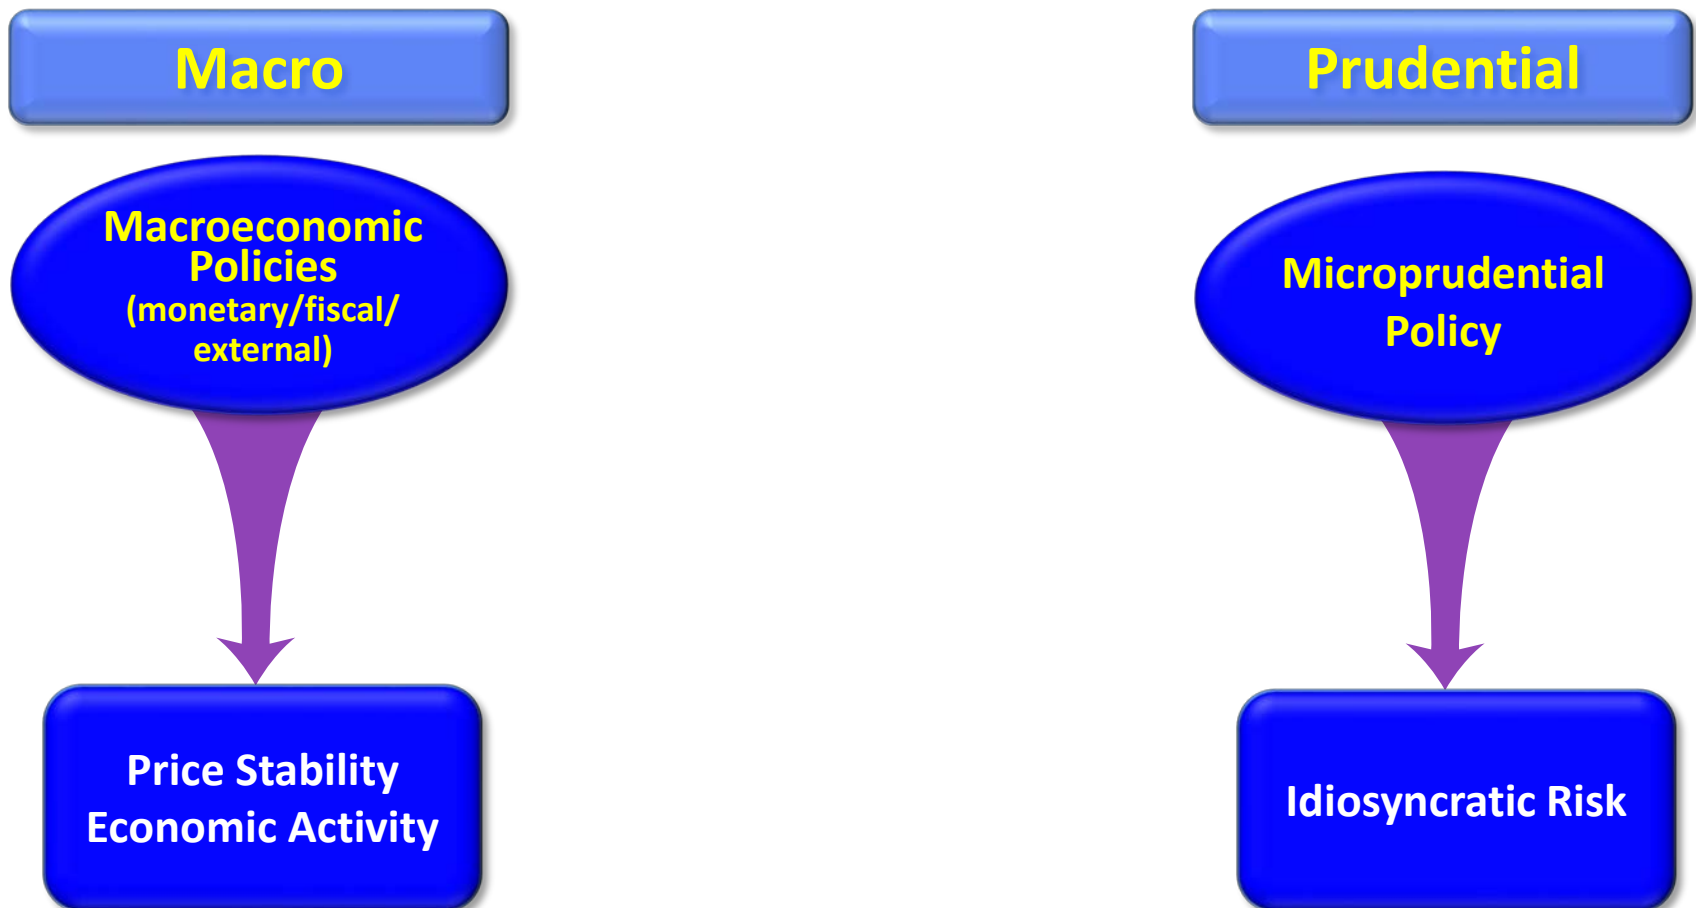 Macro
Prudential
Macroeconomic
Policies
(monetary/fiscal/
external)
Microprudential
Policy
Price Stability
Economic Activity
Idiosyncratic Risk